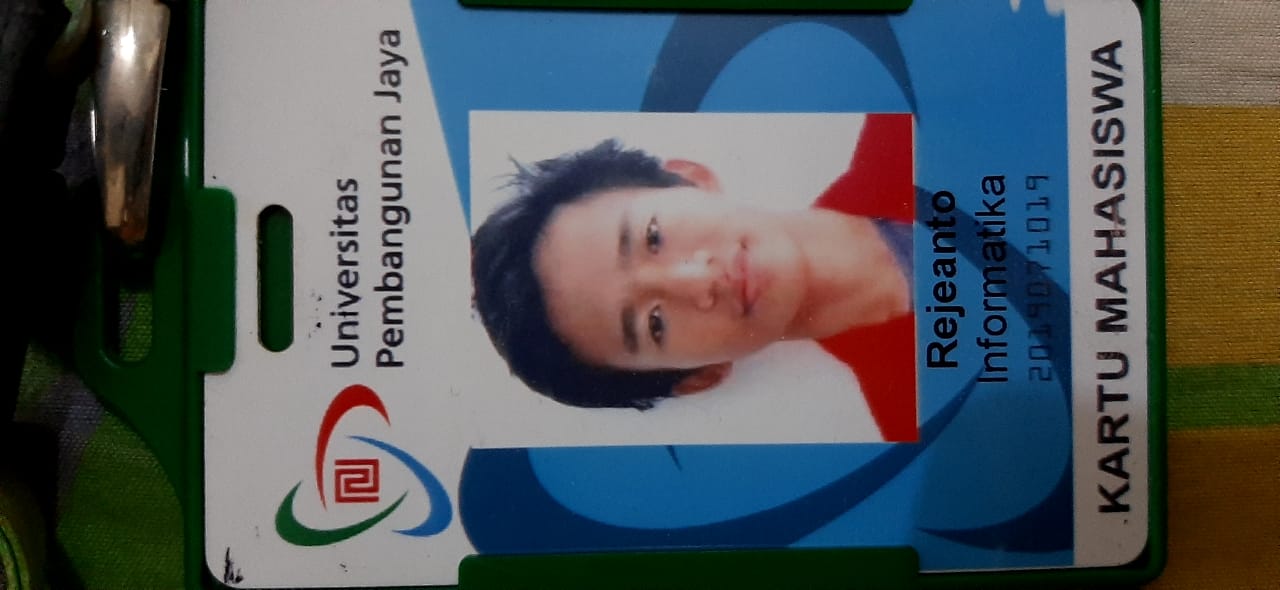 Universitas
Pembangunan Jaya
Rejeanto
Informatika
2019071019
KARTU MAHASISWA